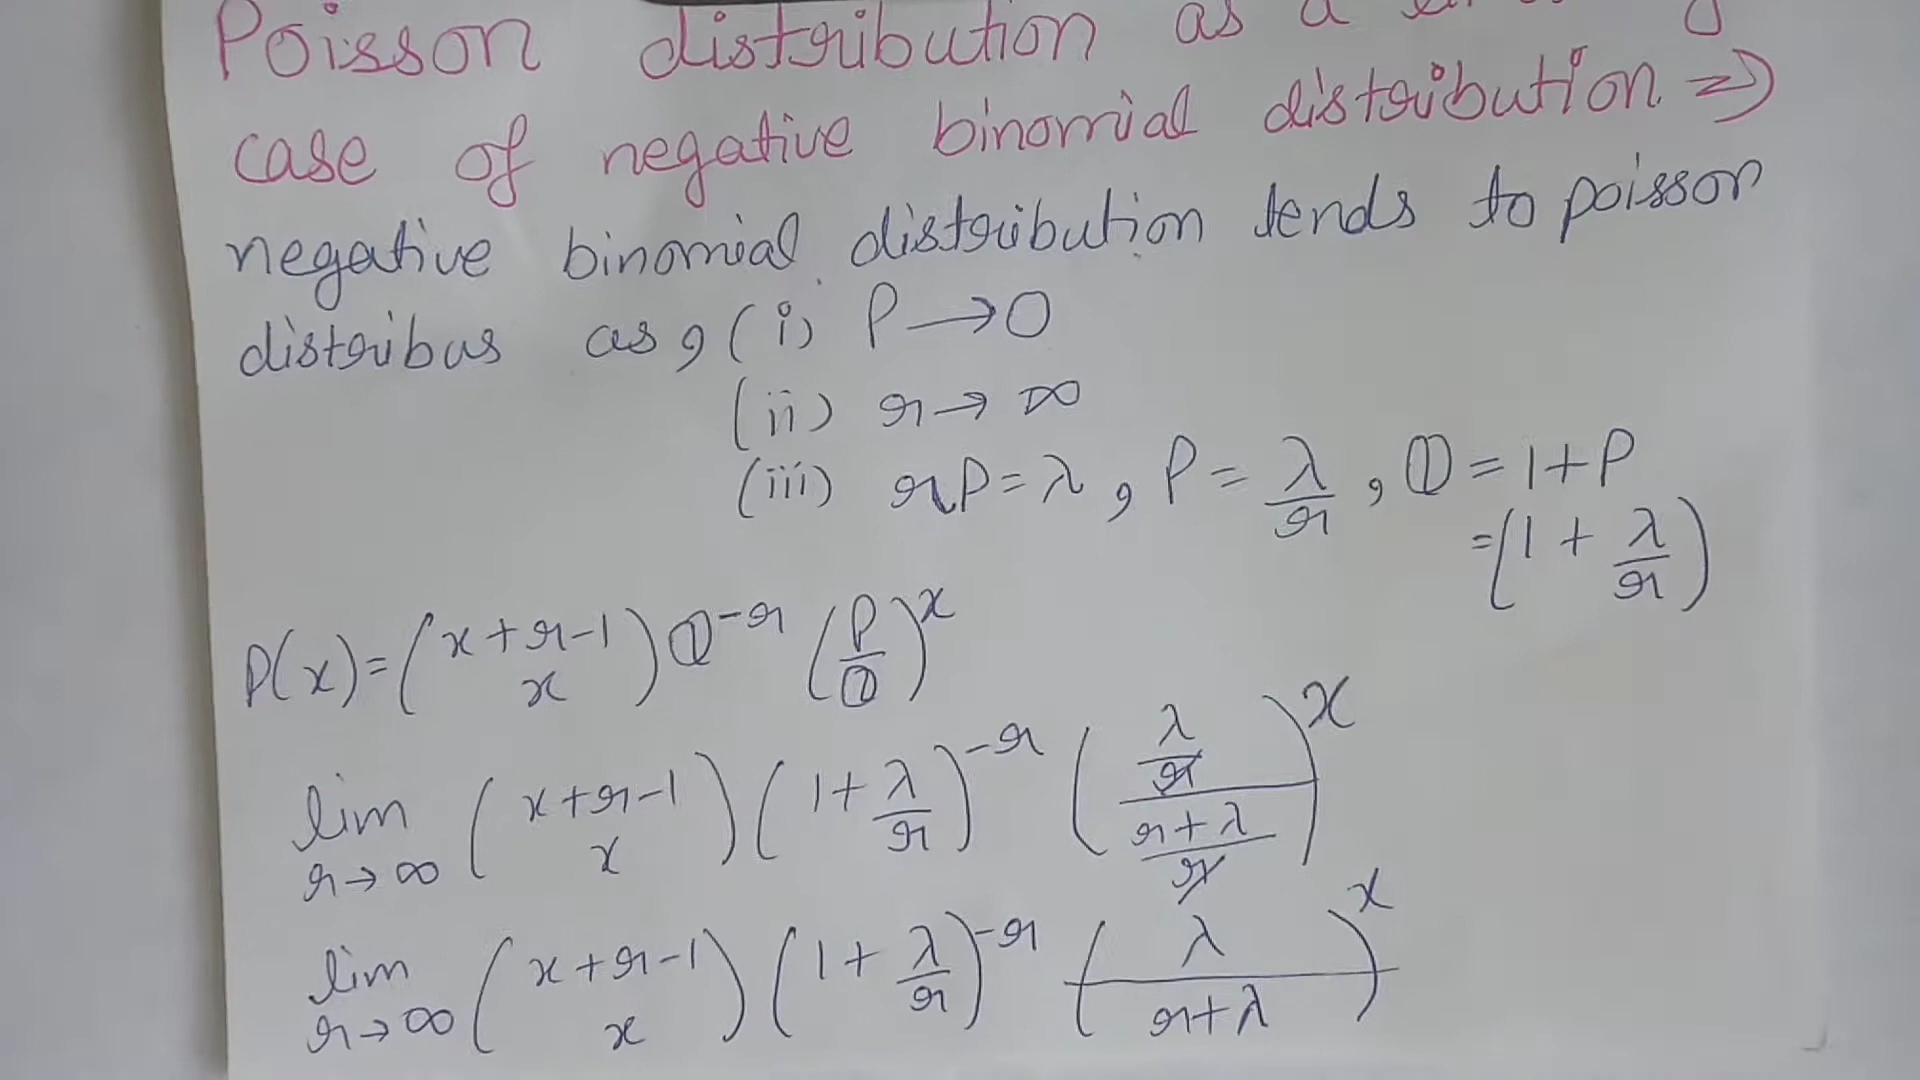 Poisson distribution as a
case of negative binomial distribution ⇒
negative binomial distribution tends to poisson
distribus as, (i) P → 0
(ii) r → ∞
(iii) rP = λ, P = λ/r, Q = 1+P
= (1 + λ/r)
P(x) = (x+r-1 x) Q^-r (P/Q)^x
lim r→∞ (x+r-1 x) (1+λ/r)^-r ((λ/r)/((r+λ)/r))^x
lim r→∞ (x+r-1 x) (1+λ/r)^-r (λ/(r+λ))^x